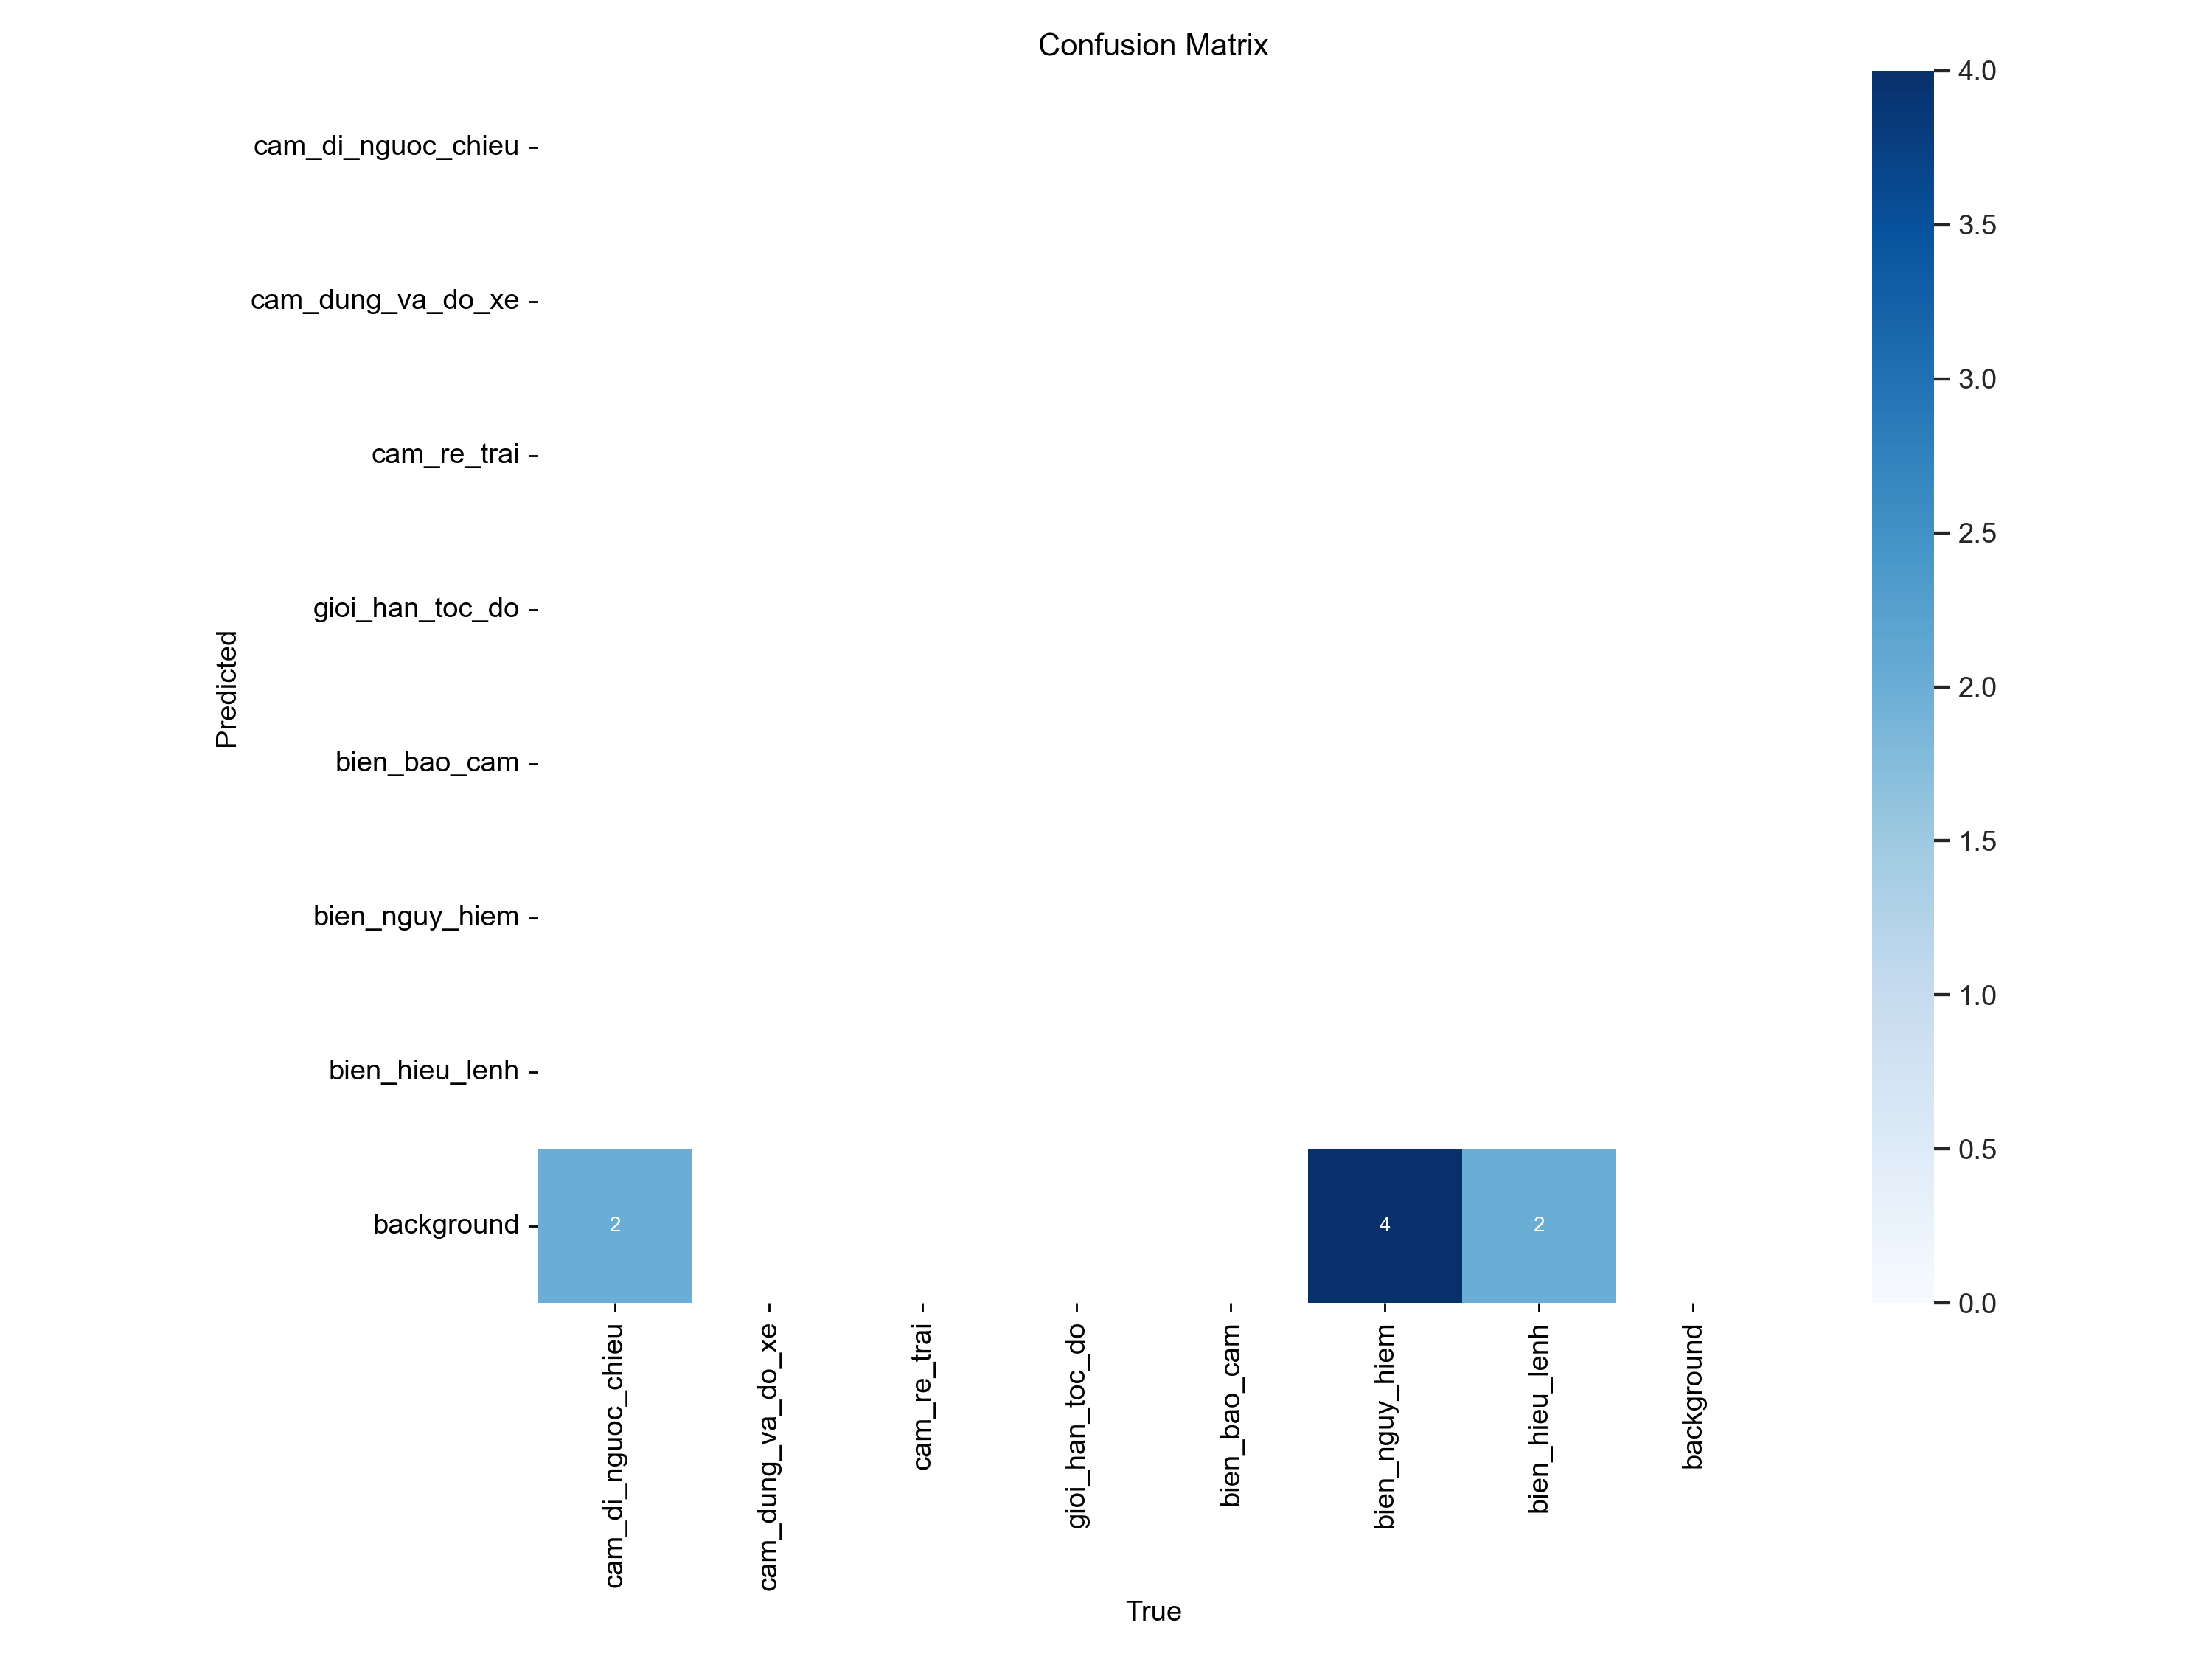 Confusion Matrix
cam_di_nguoc_chieu
cam_dung_va_do_xe
cam_re_trai
gioi_han_toc_do
bien_bao_cam
bien_nguy_hiem
bien_hieu_lenh
background
Predicted
2
4
2
cam_di_nguoc_chieu
cam_dung_va_do_xe
cam_re_trai
gioi_han_toc_do
bien_bao_cam
bien_nguy_hiem
bien_hieu_lenh
background
True
4.0
3.5
3.0
2.5
2.0
1.5
1.0
0.5
0.0